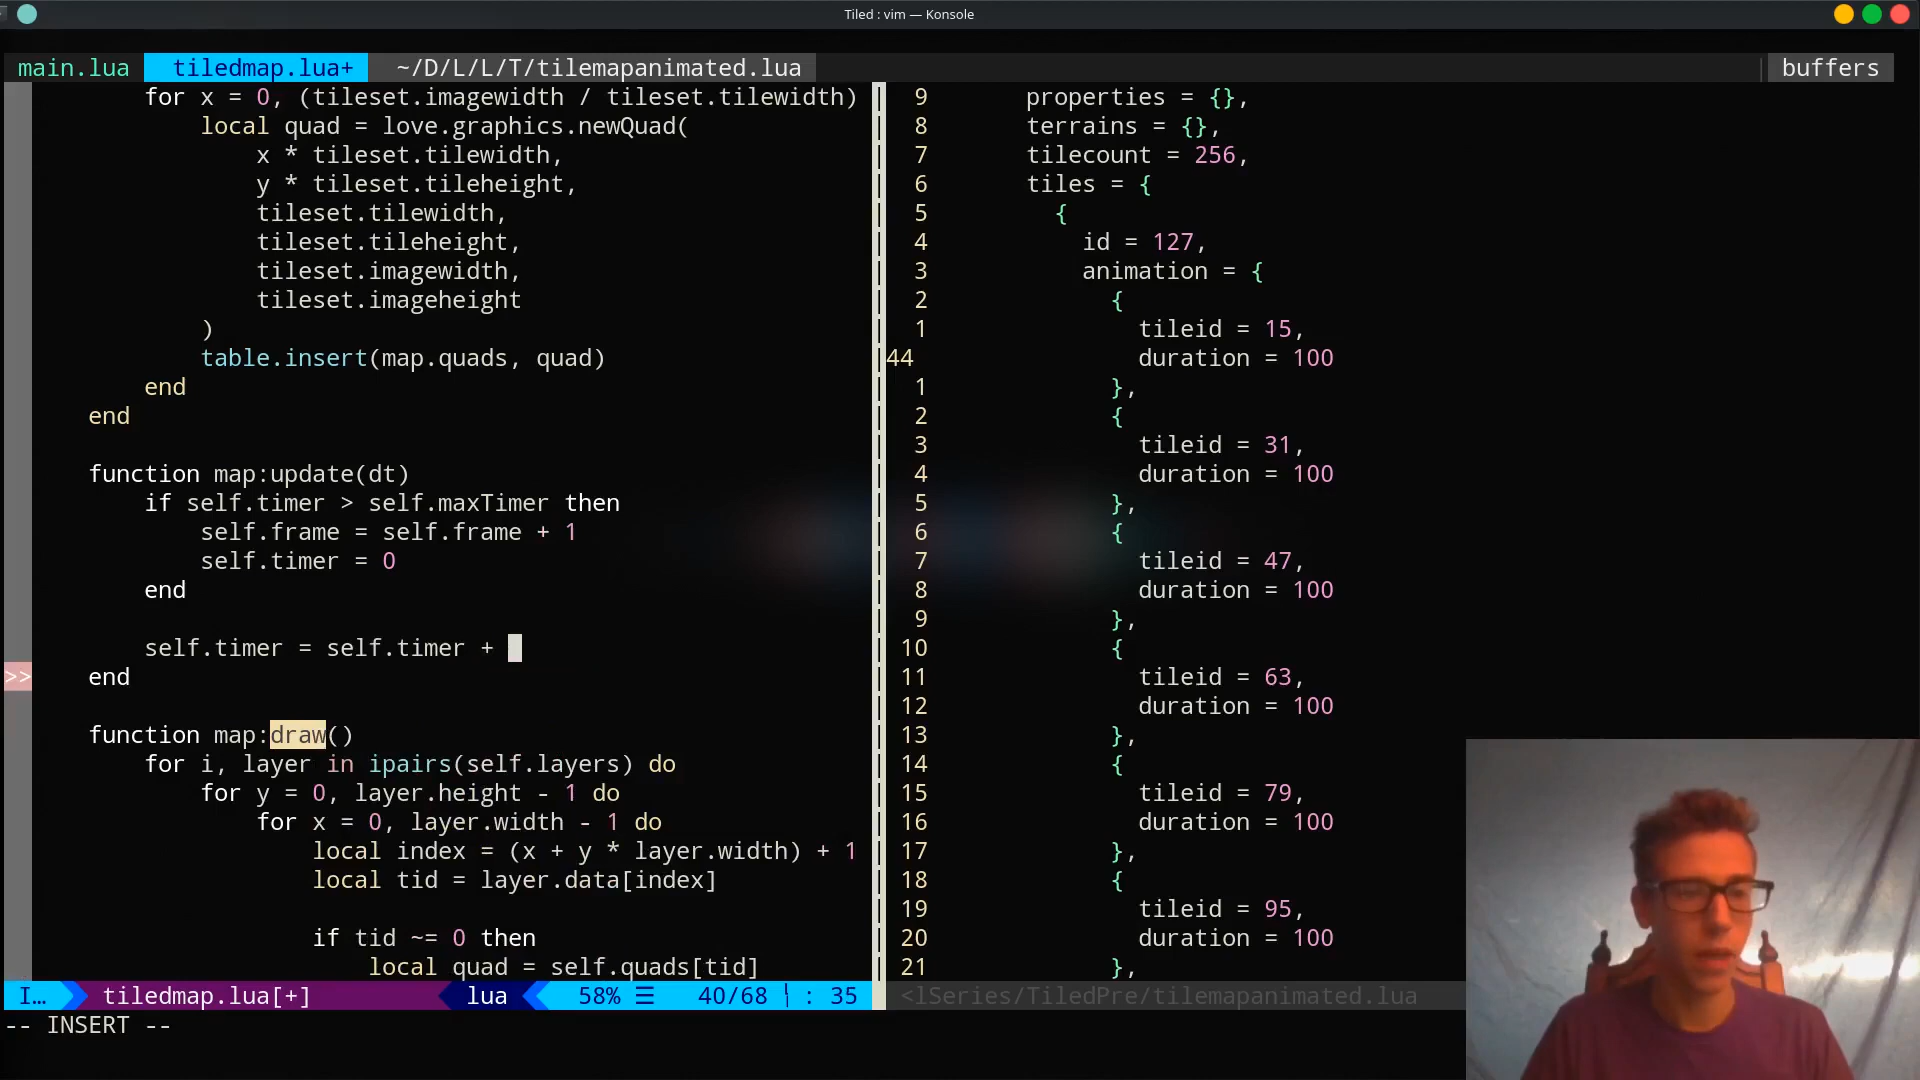 Tiled : vim — Konsole
main.lua tiledmap.lua+ ~/D/L/L/T/tilemapanimated.lua buffers
for x = 0, (tileset.imagewidth / tileset.tilewidth)
local quad = love.graphics.newQuad(
x * tileset.tilewidth,
y * tileset.tileheight,
tileset.tilewidth,
tileset.tileheight,
tileset.imagewidth,
tileset.imageheight
)
table.insert(map.quads, quad)
end
end
function map:update(dt)
if self.timer > self.maxTimer then
self.frame = self.frame + 1
self.timer = 0
end
self.timer = self.timer +
>> end
function map:draw()
for i, layer in ipairs(self.layers) do
for y = 0, layer.height - 1 do
for x = 0, layer.width - 1 do
local index = (x + y * layer.width) + 1
local tid = layer.data[index]
if tid ~= 0 then
local quad = self.quads[tid]
9 properties = {},
8 terrains = {},
7 tilecount = 256,
6 tiles = {
5 {
4 id = 127,
3 animation = {
2 {
1 tileid = 15,
44 duration = 100
1 },
2 {
3 tileid = 31,
4 duration = 100
5 },
6 {
7 tileid = 47,
8 duration = 100
9 },
10 {
11 tileid = 63,
12 duration = 100
13 },
14 {
15 tileid = 79,
16 duration = 100
17 },
18 {
19 tileid = 95,
20 duration = 100
21 },
I… tiledmap.lua[+] lua 58% ☰ 40/68 ¦ : 35 <lSeries/TiledPre/tilemapanimated.lua
-- INSERT --